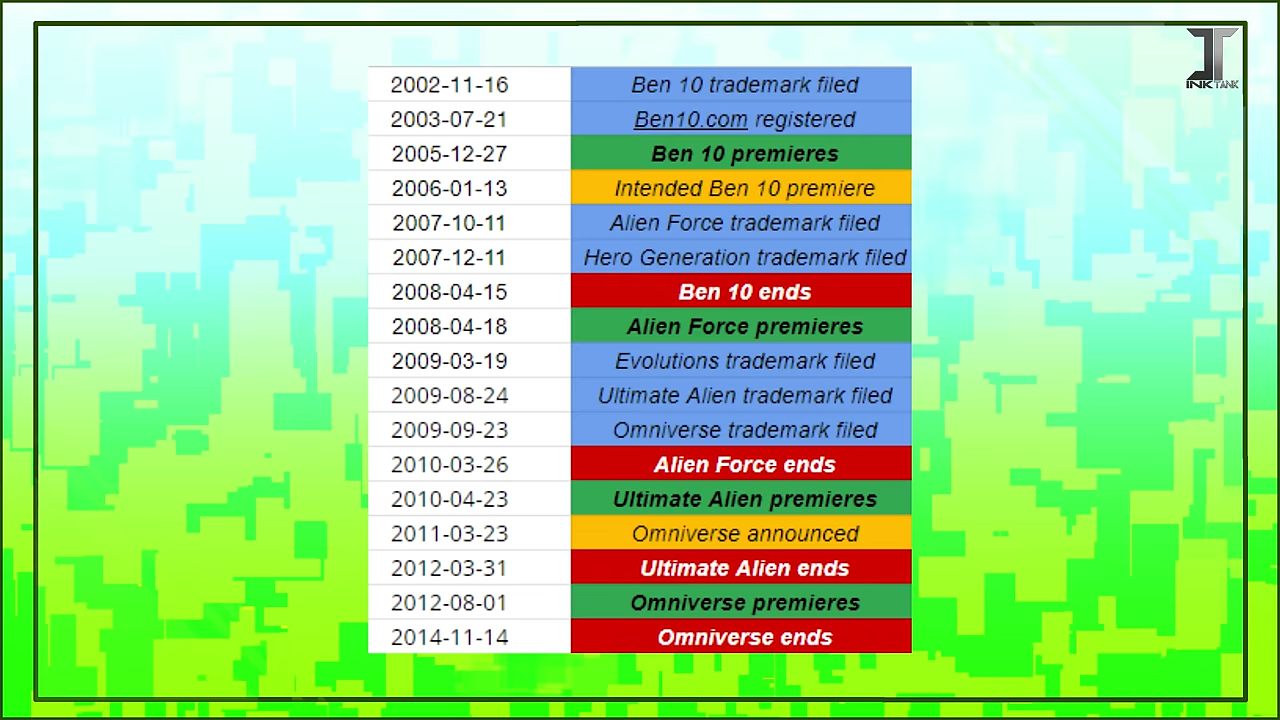 JT
INKTANK
2002-11-16 Ben 10 trademark filed
2003-07-21 Ben10.com registered
2005-12-27 Ben 10 premieres
2006-01-13 Intended Ben 10 premiere
2007-10-11 Alien Force trademark filed
2007-12-11 Hero Generation trademark filed
2008-04-15 Ben 10 ends
2008-04-18 Alien Force premieres
2009-03-19 Evolutions trademark filed
2009-08-24 Ultimate Alien trademark filed
2009-09-23 Omniverse trademark filed
2010-03-26 Alien Force ends
2010-04-23 Ultimate Alien premieres
2011-03-23 Omniverse announced
2012-03-31 Ultimate Alien ends
2012-08-01 Omniverse premieres
2014-11-14 Omniverse ends